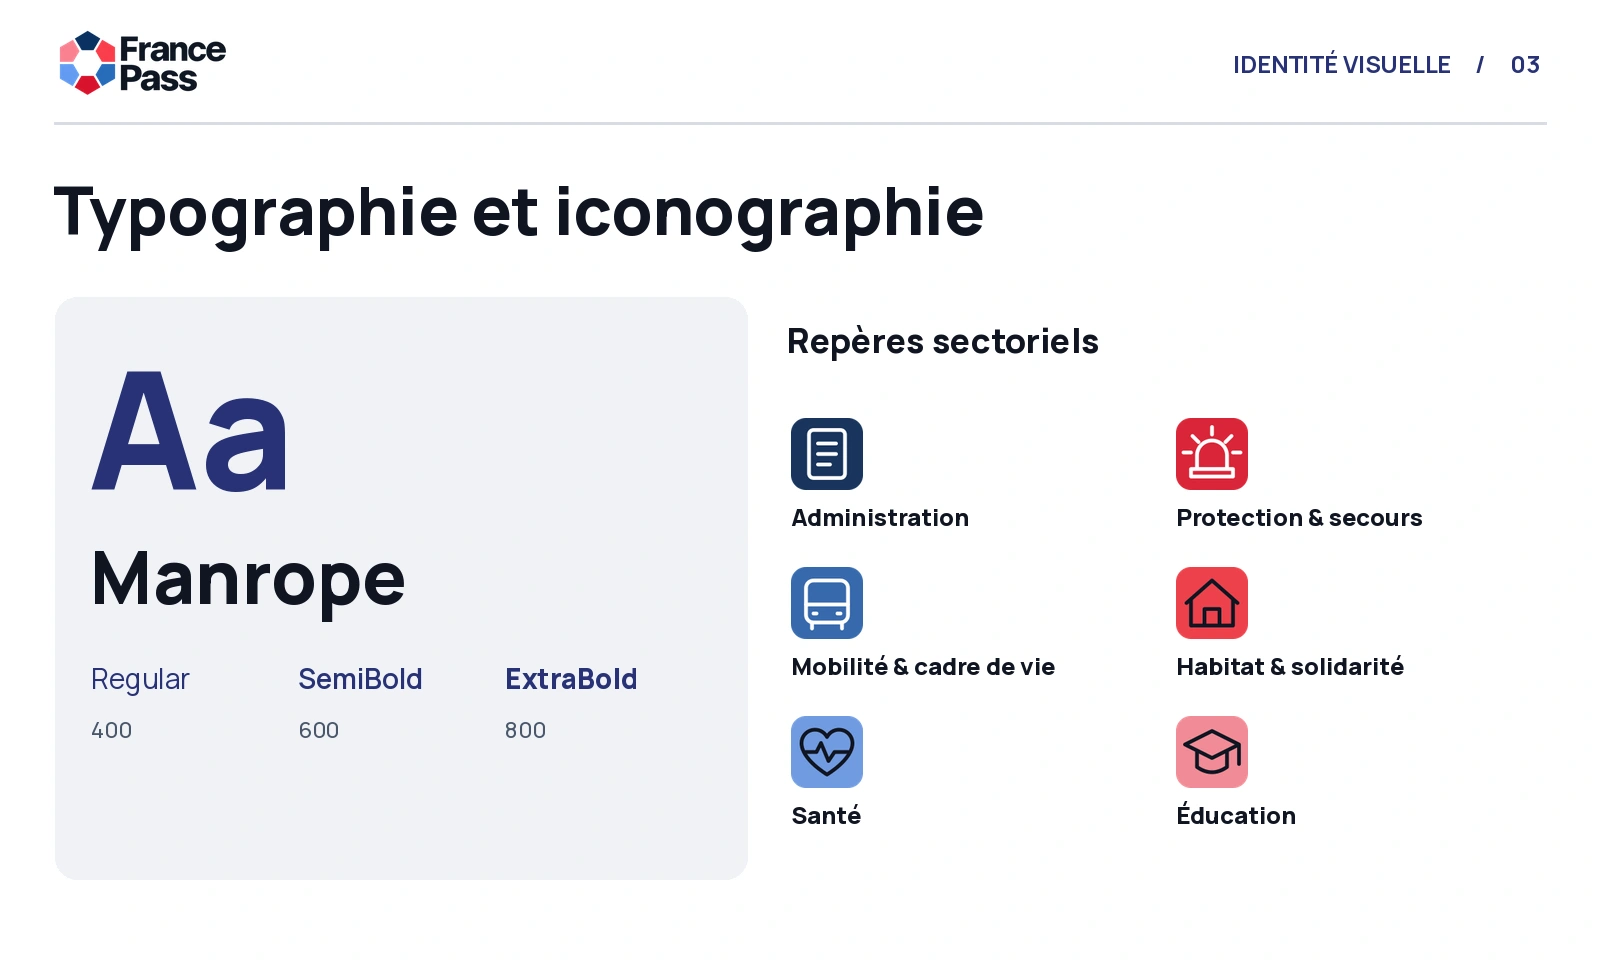 France
Pass
IDENTITÉ VISUELLE / 03
Typographie et iconographie
Aa
Manrope
Regular SemiBold ExtraBold
400 600 800
Repères sectoriels
Administration
Protection & secours
Mobilité & cadre de vie
Habitat & solidarité
Santé
Éducation